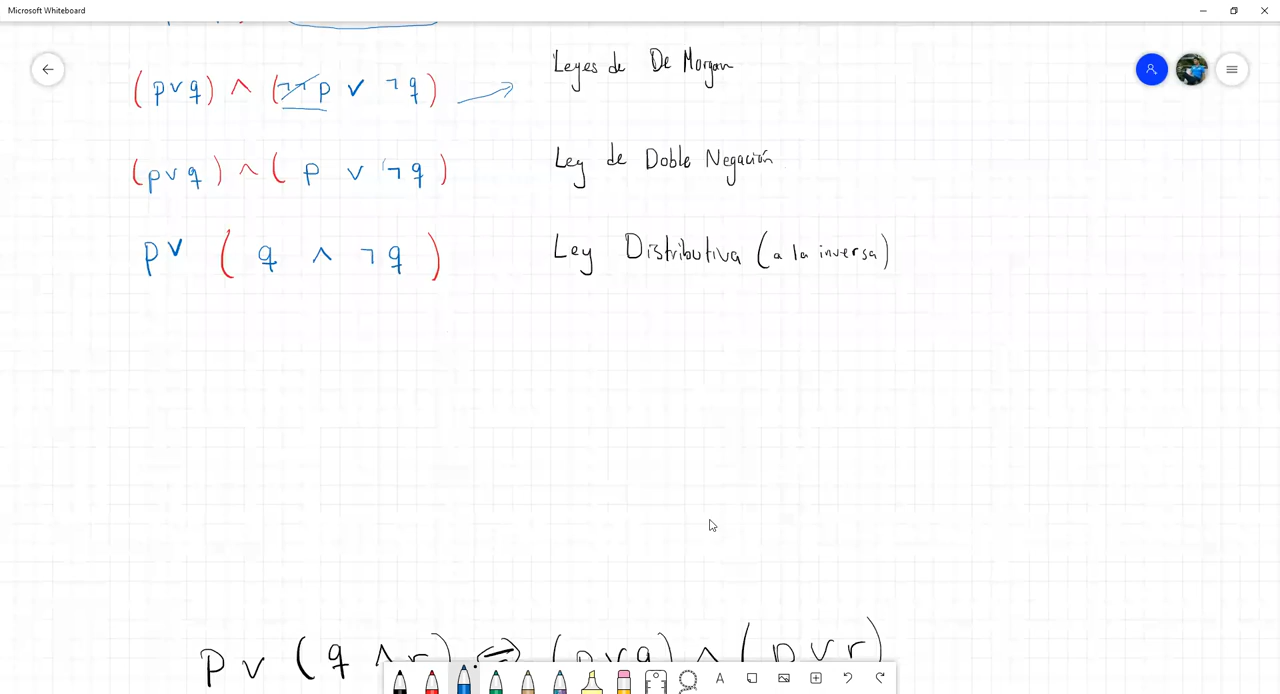 Microsoft Whiteboard
(p ∨ q) ∧ (¬¬p ∨ ¬q) Leyes de De Morgan
(p ∨ q) ∧ (p ∨ ¬q) Ley de Doble Negación
p ∨ (q ∧ ¬q) Ley Distributiva (a la inversa)
p ∨ (q ∧ r) ⇔ (p ∨ q) ∧ (p ∨ r)